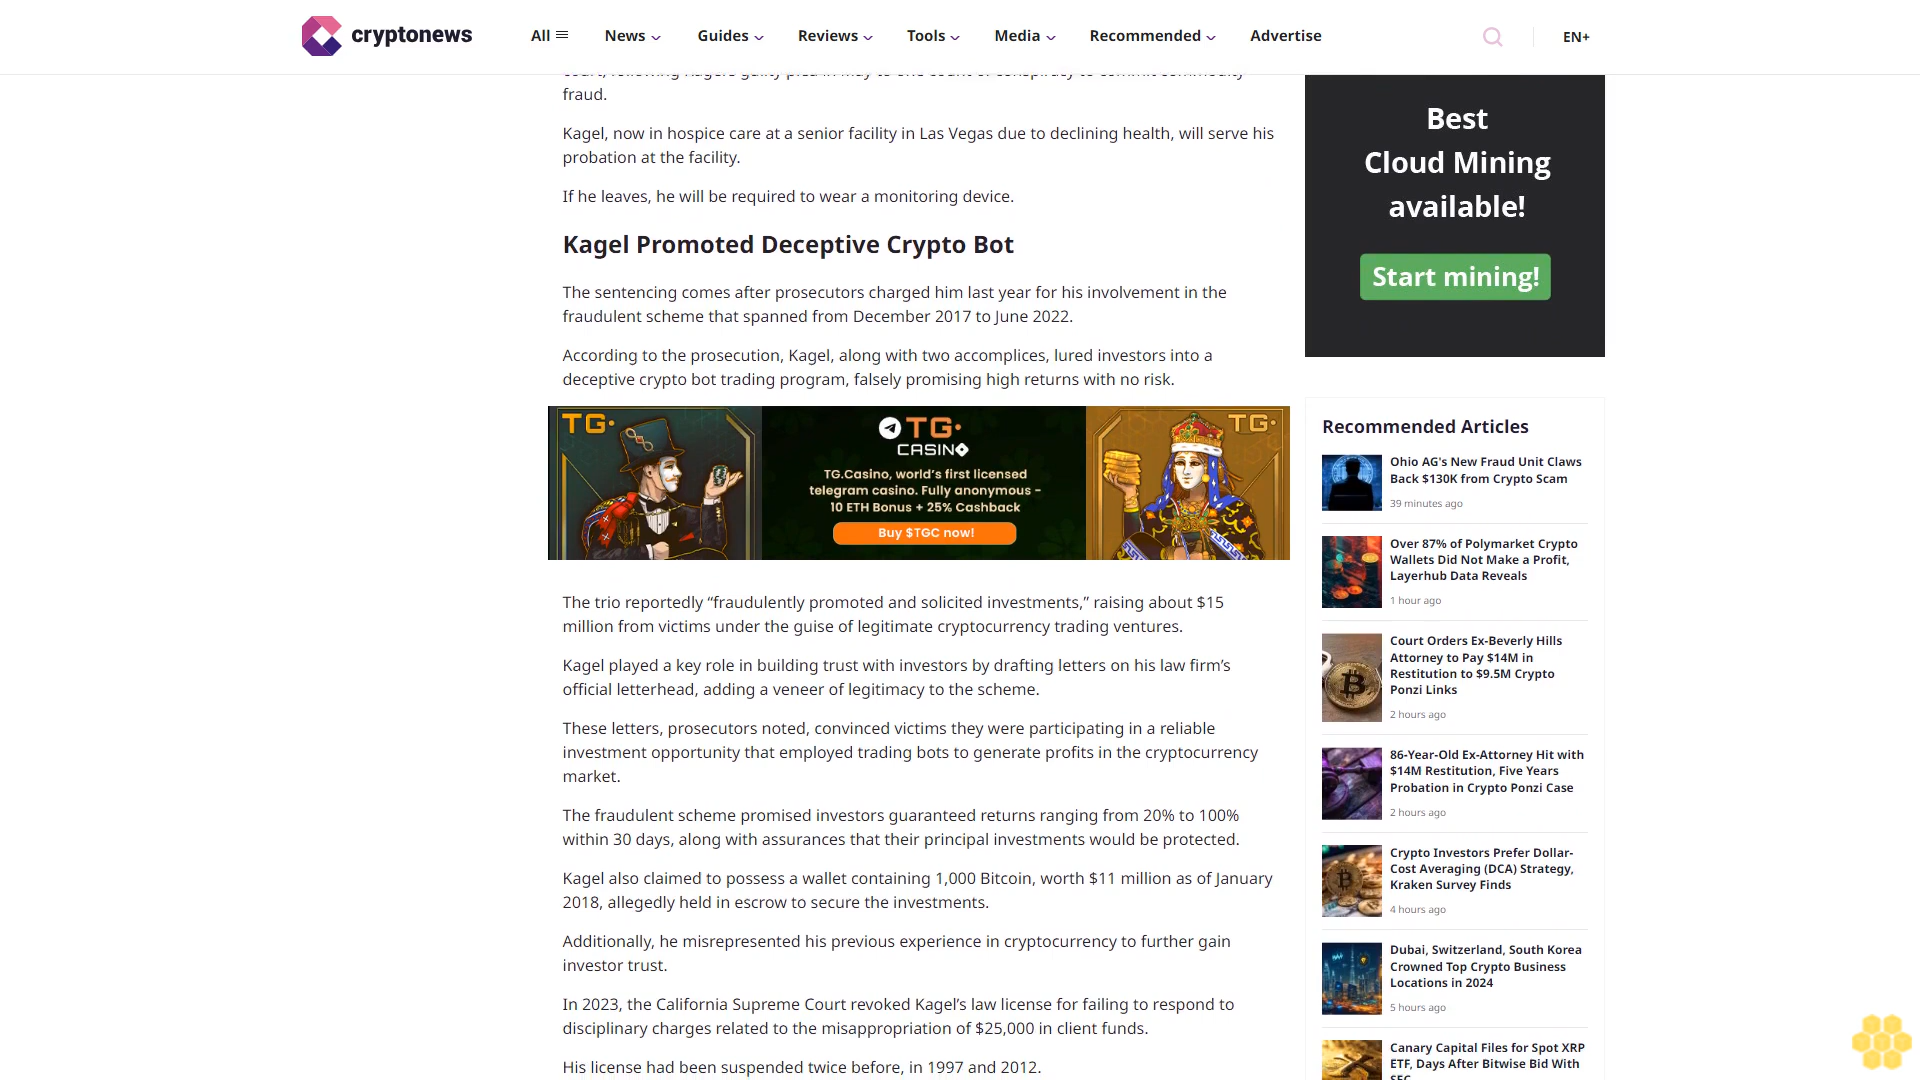 cryptonews
All
News
Guides
Reviews
Tools
Media
Recommended
Advertise
EN+
court, following Kagel's guilty plea in May to one count of conspiracy to commit commodity
fraud.
Kagel, now in hospice care at a senior facility in Las Vegas due to declining health, will serve his
probation at the facility.
If he leaves, he will be required to wear a monitoring device.
Kagel Promoted Deceptive Crypto Bot
The sentencing comes after prosecutors charged him last year for his involvement in the
fraudulent scheme that spanned from December 2017 to June 2022.
According to the prosecution, Kagel, along with two accomplices, lured investors into a
deceptive crypto bot trading program, falsely promising high returns with no risk.
TG.
TG.
CASINO
TG.Casino, world's first licensed
telegram casino. Fully anonymous -
10 ETH Bonus + 25% Cashback
Buy $TGC now!
TG.
The trio reportedly “fraudulently promoted and solicited investments,” raising about $15
million from victims under the guise of legitimate cryptocurrency trading ventures.
Kagel played a key role in building trust with investors by drafting letters on his law firm’s
official letterhead, adding a veneer of legitimacy to the scheme.
These letters, prosecutors noted, convinced victims they were participating in a reliable
investment opportunity that employed trading bots to generate profits in the cryptocurrency
market.
The fraudulent scheme promised investors guaranteed returns ranging from 20% to 100%
within 30 days, along with assurances that their principal investments would be protected.
Kagel also claimed to possess a wallet containing 1,000 Bitcoin, worth $11 million as of January
2018, allegedly held in escrow to secure the investments.
Additionally, he misrepresented his previous experience in cryptocurrency to further gain
investor trust.
In 2023, the California Supreme Court revoked Kagel’s law license for failing to respond to
disciplinary charges related to the misappropriation of $25,000 in client funds.
His license had been suspended twice before, in 1997 and 2012.
Best
Cloud Mining
available!
Start mining!
Recommended Articles
Ohio AG's New Fraud Unit Claws
Back $130K from Crypto Scam
39 minutes ago
Over 87% of Polymarket Crypto
Wallets Did Not Make a Profit,
Layerhub Data Reveals
1 hour ago
Court Orders Ex-Beverly Hills
Attorney to Pay $14M in
Restitution to $9.5M Crypto
Ponzi Links
2 hours ago
86-Year-Old Ex-Attorney Hit with
$14M Restitution, Five Years
Probation in Crypto Ponzi Case
2 hours ago
Crypto Investors Prefer Dollar-
Cost Averaging (DCA) Strategy,
Kraken Survey Finds
4 hours ago
Dubai, Switzerland, South Korea
Crowned Top Crypto Business
Locations in 2024
5 hours ago
Canary Capital Files for Spot XRP
ETF, Days After Bitwise Bid With
SEC